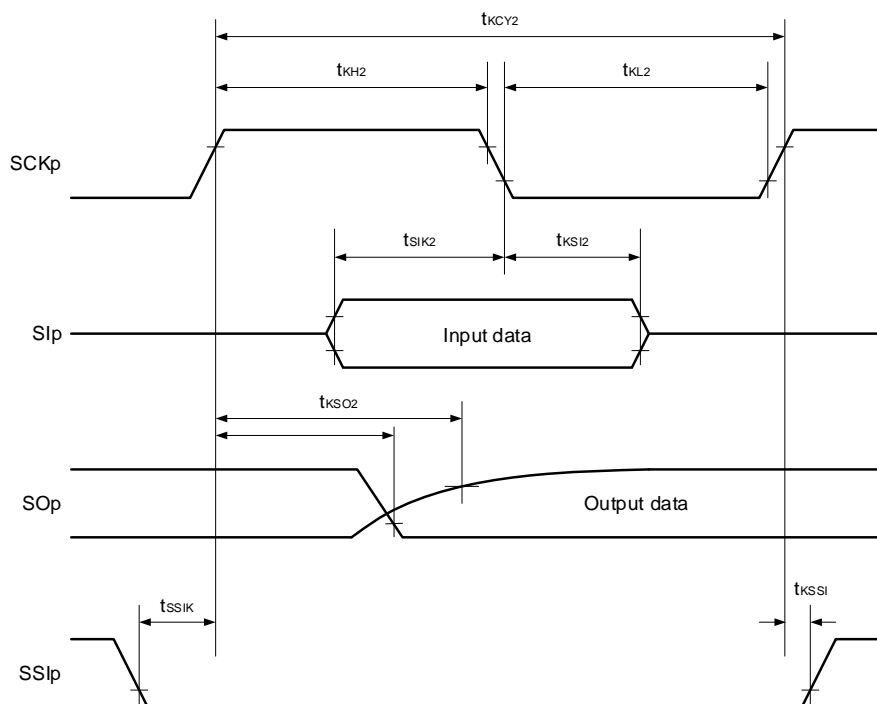 tKCY2
tKH2
tKL2
SCKp
tSIK2
tKSI2
SIp
Input data
tKSO2
SOp
Output data
tSSIK
tKSSI
SSIp